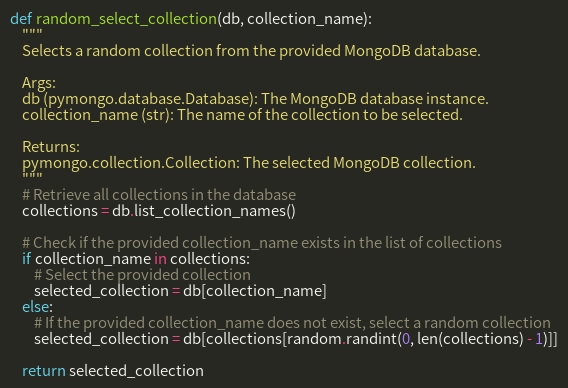 def random_select_collection(db, collection_name):
    """
    Selects a random collection from the provided MongoDB database.

    Args:
    db (pymongo.database.Database): The MongoDB database instance.
    collection_name (str): The name of the collection to be selected.

    Returns:
    pymongo.collection.Collection: The selected MongoDB collection.
    """
    # Retrieve all collections in the database
    collections = db.list_collection_names()

    # Check if the provided collection_name exists in the list of collections
    if collection_name in collections:
        # Select the provided collection
        selected_collection = db[collection_name]
    else:
        # If the provided collection_name does not exist, select a random collection
        selected_collection = db[collections[random.randint(0, len(collections) - 1)]]

    return selected_collection